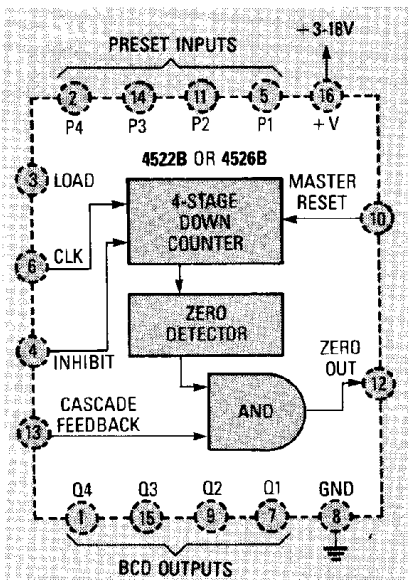 PRESET INPUTS
+3-18V
2 14 11 5 16
P4 P3 P2 P1 +V
4522B OR 4526B
3 LOAD
4-STAGE
DOWN
COUNTER
MASTER
RESET
10
6 CLK
ZERO
DETECTOR
4 INHIBIT
ZERO
OUT
12
AND
CASCADE
FEEDBACK
13
Q4 Q3 Q2 Q1 GND
1 15 9 7 8
BCD OUTPUTS